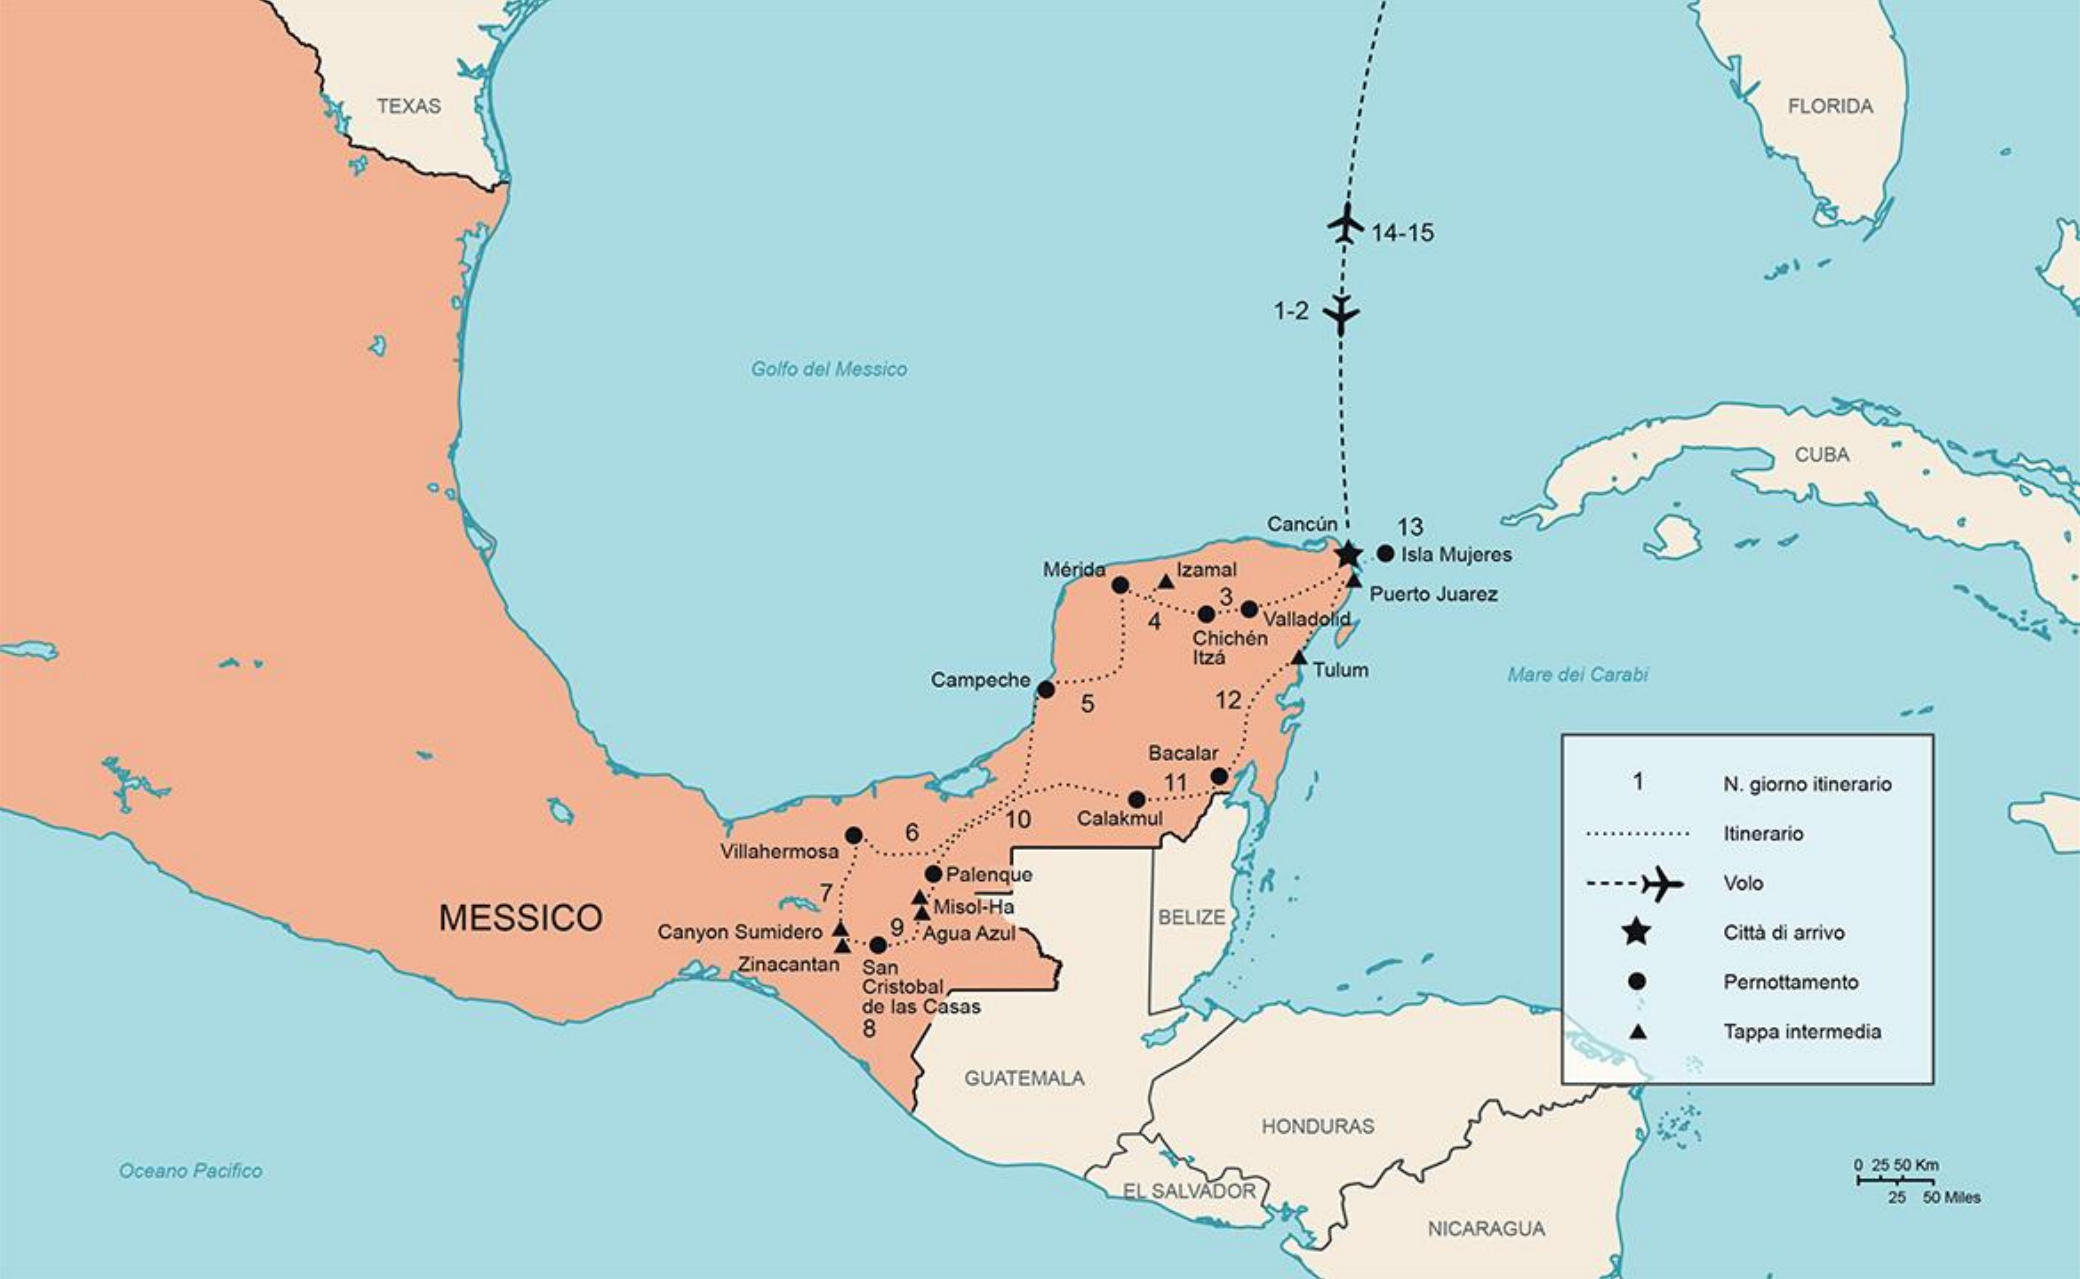 TEXAS
FLORIDA
14-15
1-2
Golfo del Messico
CUBA
Cancún
13
Isla Mujeres
Mérida
Izamal
Puerto Juarez
3
4
Valladolid
Chichén
Itzá
Campeche
Tulum
Mare dei Carabi
5
12
Bacalar
11
10
Calakmul
6
Villahermosa
Palenque
7
Misol-Ha
MESSICO
BELIZE
Canyon Sumidero
9
Agua Azul
Zinacantan
San
Cristobal
de las Casas
8
GUATEMALA
HONDURAS
EL SALVADOR
NICARAGUA
Oceano Pacifico
1 N. giorno itinerario
Itinerario
Volo
Città di arrivo
Pernottamento
Tappa intermedia
0 25 50 Km
25 50 Miles